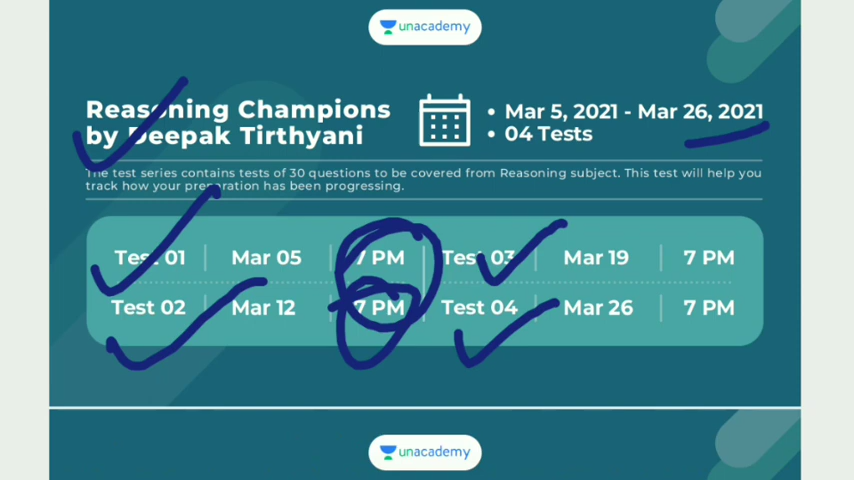 unacademy
Reasoning Champions
by Deepak Tirthyani
• Mar 5, 2021 - Mar 26, 2021
• 04 Tests
The test series contains tests of 30 questions to be covered from Reasoning subject. This test will help you
track how your preparation has been progressing.
Test 01 Mar 05 7 PM Test 03 Mar 19 7 PM
Test 02 Mar 12 7 PM Test 04 Mar 26 7 PM
unacademy